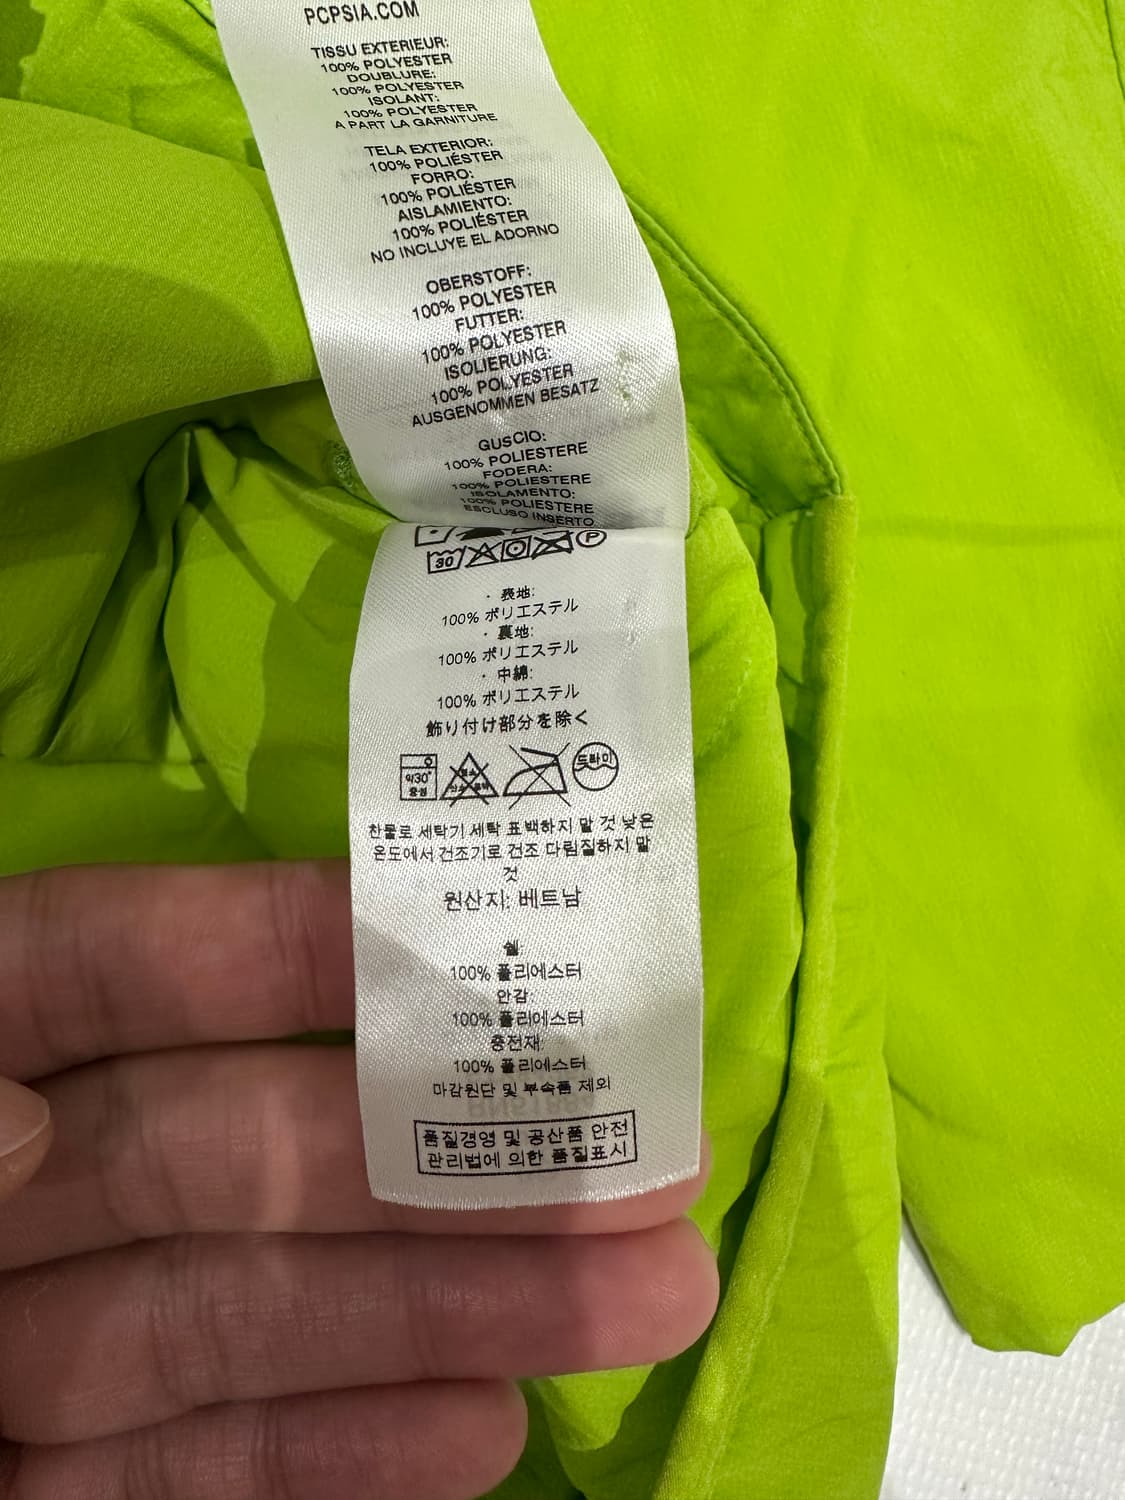 PCPSIA.COM
TISSU EXTERIEUR:
100% POLYESTER
DOUBLURE:
100% POLYESTER
ISOLANT:
100% POLYESTER
A PART LA GARNITURE
TELA EXTERIOR:
100% POLIÉSTER
FORRO:
100% POLIÉSTER
AISLAMIENTO:
100% POLIÉSTER
NO INCLUYE EL ADORNO
OBERSTOFF:
100% POLYESTER
FUTTER:
100% POLYESTER
ISOLIERUNG:
100% POLYESTER
AUSGENOMMEN BESATZ
GUSCIO:
100% POLIESTERE
FODERA:
100% POLIESTERE
ISOLAMENTO:
100% POLIESTERE
ESCLUSO INSERTO
30 P
・表地:
100% ポリエステル
・裏地:
100% ポリエステル
・中綿:
100% ポリエステル
飾り付け部分を除く
약30° 드라이
중성
찬물로 세탁기 세탁 표백하지 말 것 낮은
온도에서 건조기로 건조 다림질하지 말
것
원산지: 베트남
쉘:
100% 폴리에스터
안감:
100% 폴리에스터
충전재:
100% 폴리에스터
마감원단 및 부속품 제외
품질경영 및 공산품 안전
관리법에 의한 품질표시